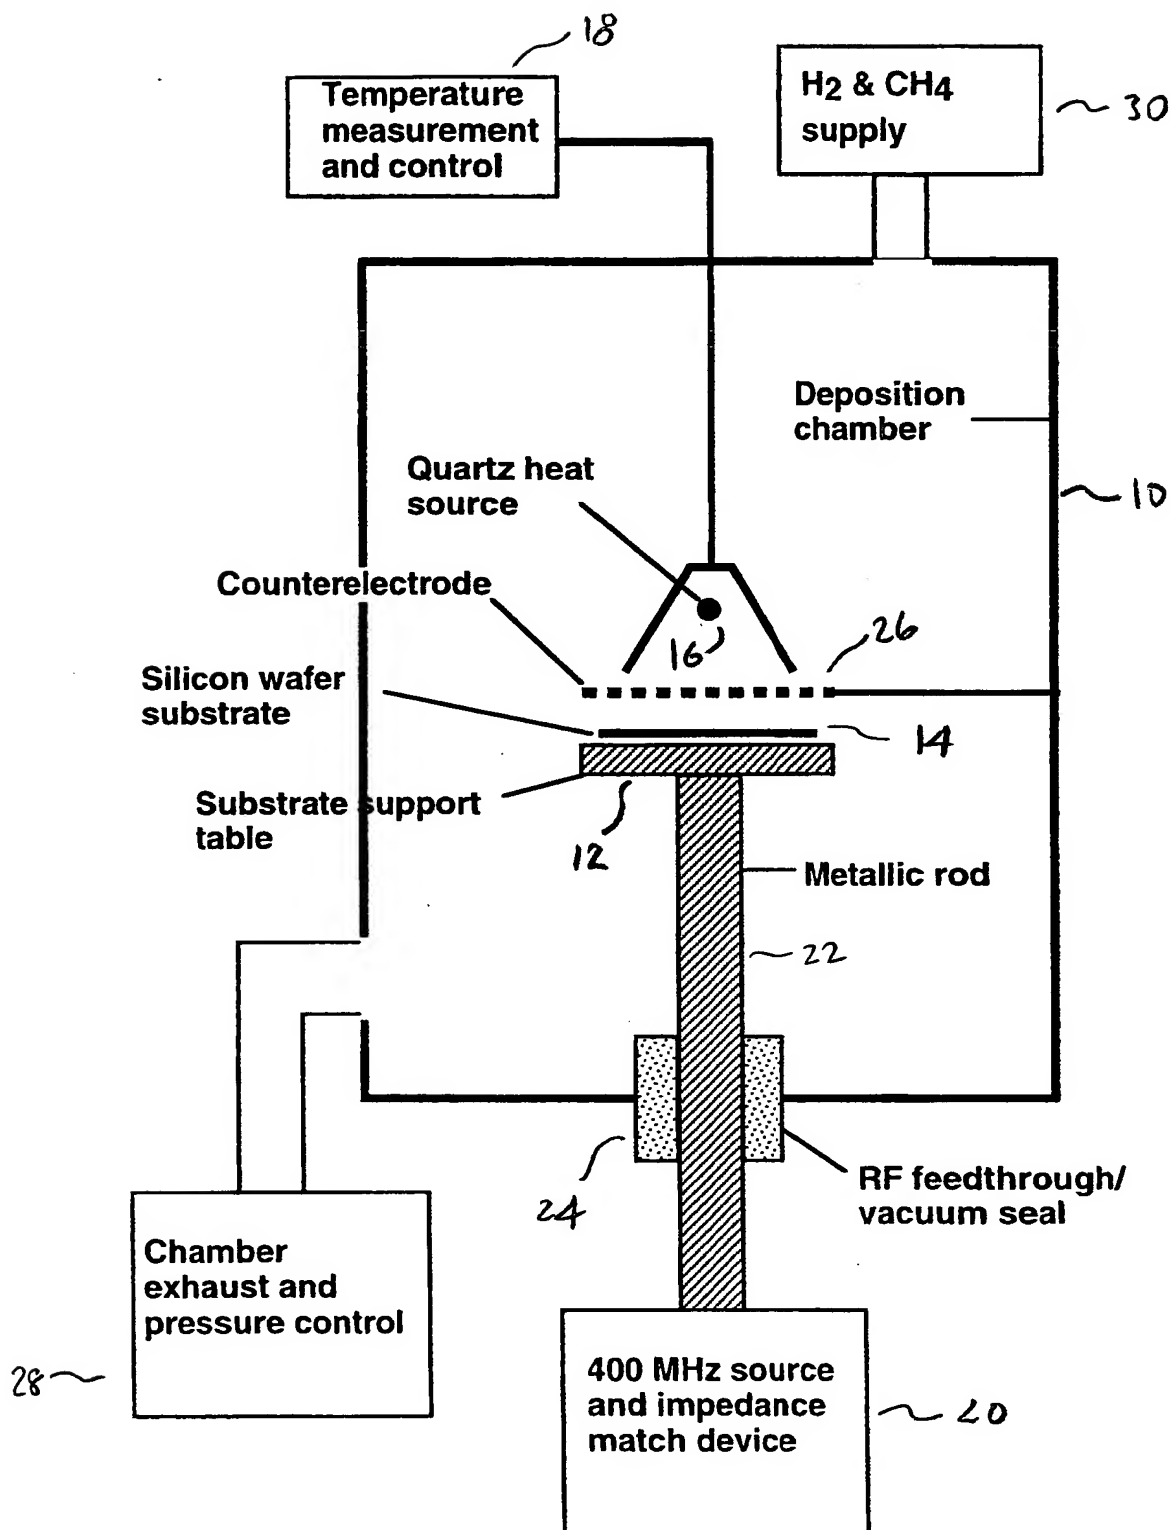 18
Temperature
measurement
and control
H2 & CH4
supply
30
Deposition
chamber
10
Quartz heat
source
Counterelectrode
16
26
Silicon wafer
substrate
14
Substrate support
table
12
Metallic rod
22
24
RF feedthrough/
vacuum seal
Chamber
exhaust and
pressure control
28
400 MHz source
and impedance
match device
20